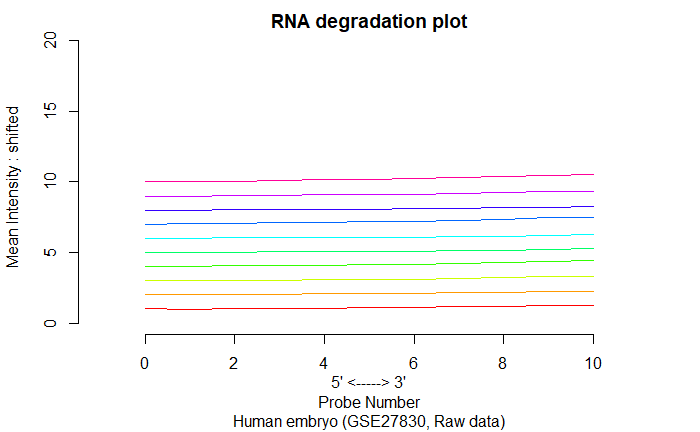 RNA degradation plot
Mean Intensity : shifted
20
15
10
5
0
0 2 4 6 8 10
5' <-----> 3'
Probe Number
Human embryo (GSE27830, Raw data)